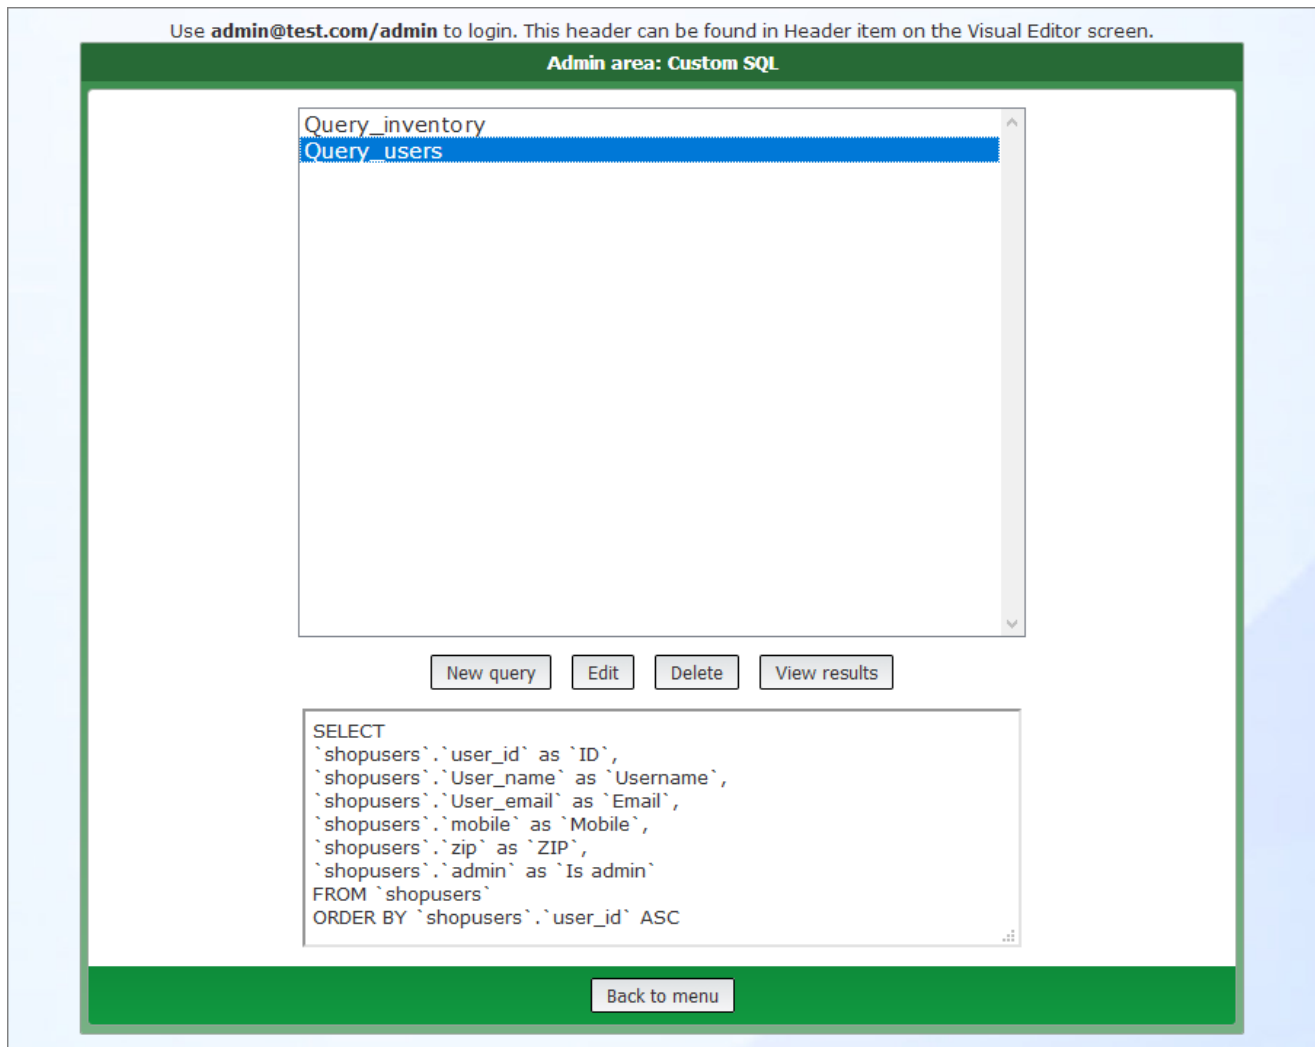 Use admin@test.com/admin to login. This header can be found in Header item on the Visual Editor screen.
Admin area: Custom SQL
Query_inventory
Query_users
New query
Edit
Delete
View results
SELECT
`shopusers`.`user_id` as `ID`,
`shopusers`.`User_name` as `Username`,
`shopusers`.`User_email` as `Email`,
`shopusers`.`mobile` as `Mobile`,
`shopusers`.`zip` as `ZIP`,
`shopusers`.`admin` as `Is admin`
FROM `shopusers`
ORDER BY `shopusers`.`user_id` ASC
Back to menu